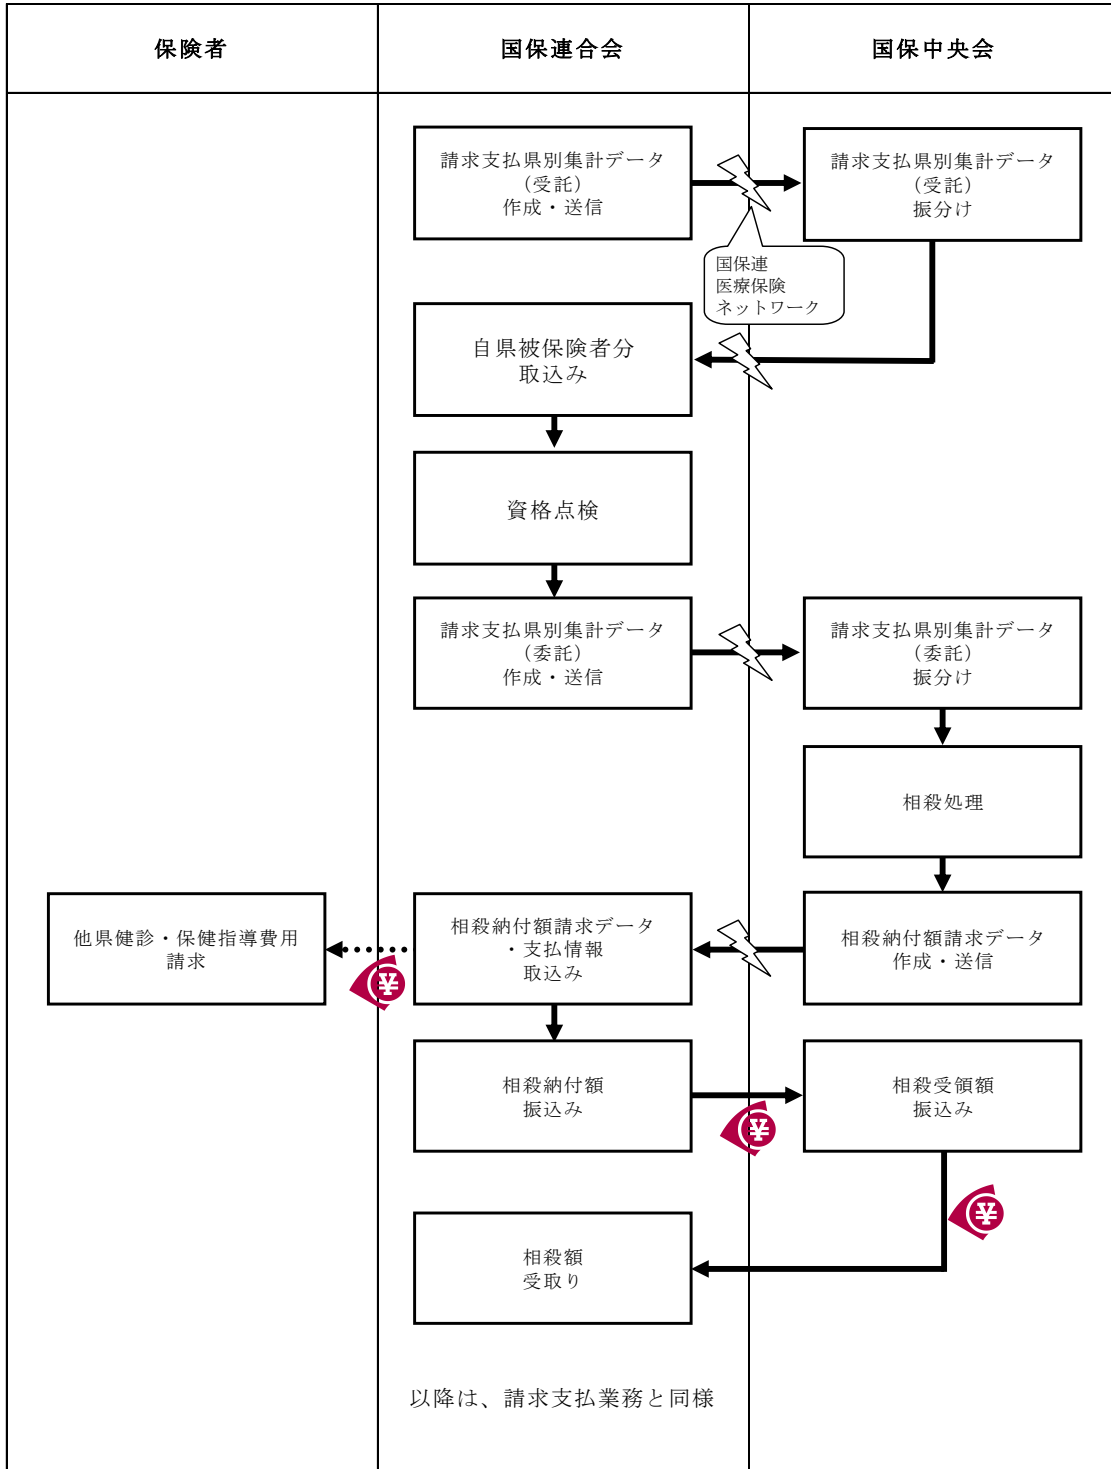 保険者
国保連合会
国保中央会
請求支払県別集計データ
（受託）
作成・送信
請求支払県別集計データ
（受託）
振分け
国保連
医療保険
ネットワーク
自県被保険者分
取込み
資格点検
請求支払県別集計データ
（委託）
作成・送信
請求支払県別集計データ
（委託）
振分け
相殺処理
他県健診・保健指導費用
請求
相殺納付額請求データ
・支払情報
取込み
相殺納付額請求データ
作成・送信
¥
相殺納付額
振込み
相殺受領額
振込み
¥
¥
相殺額
受取り
以降は、請求支払業務と同様